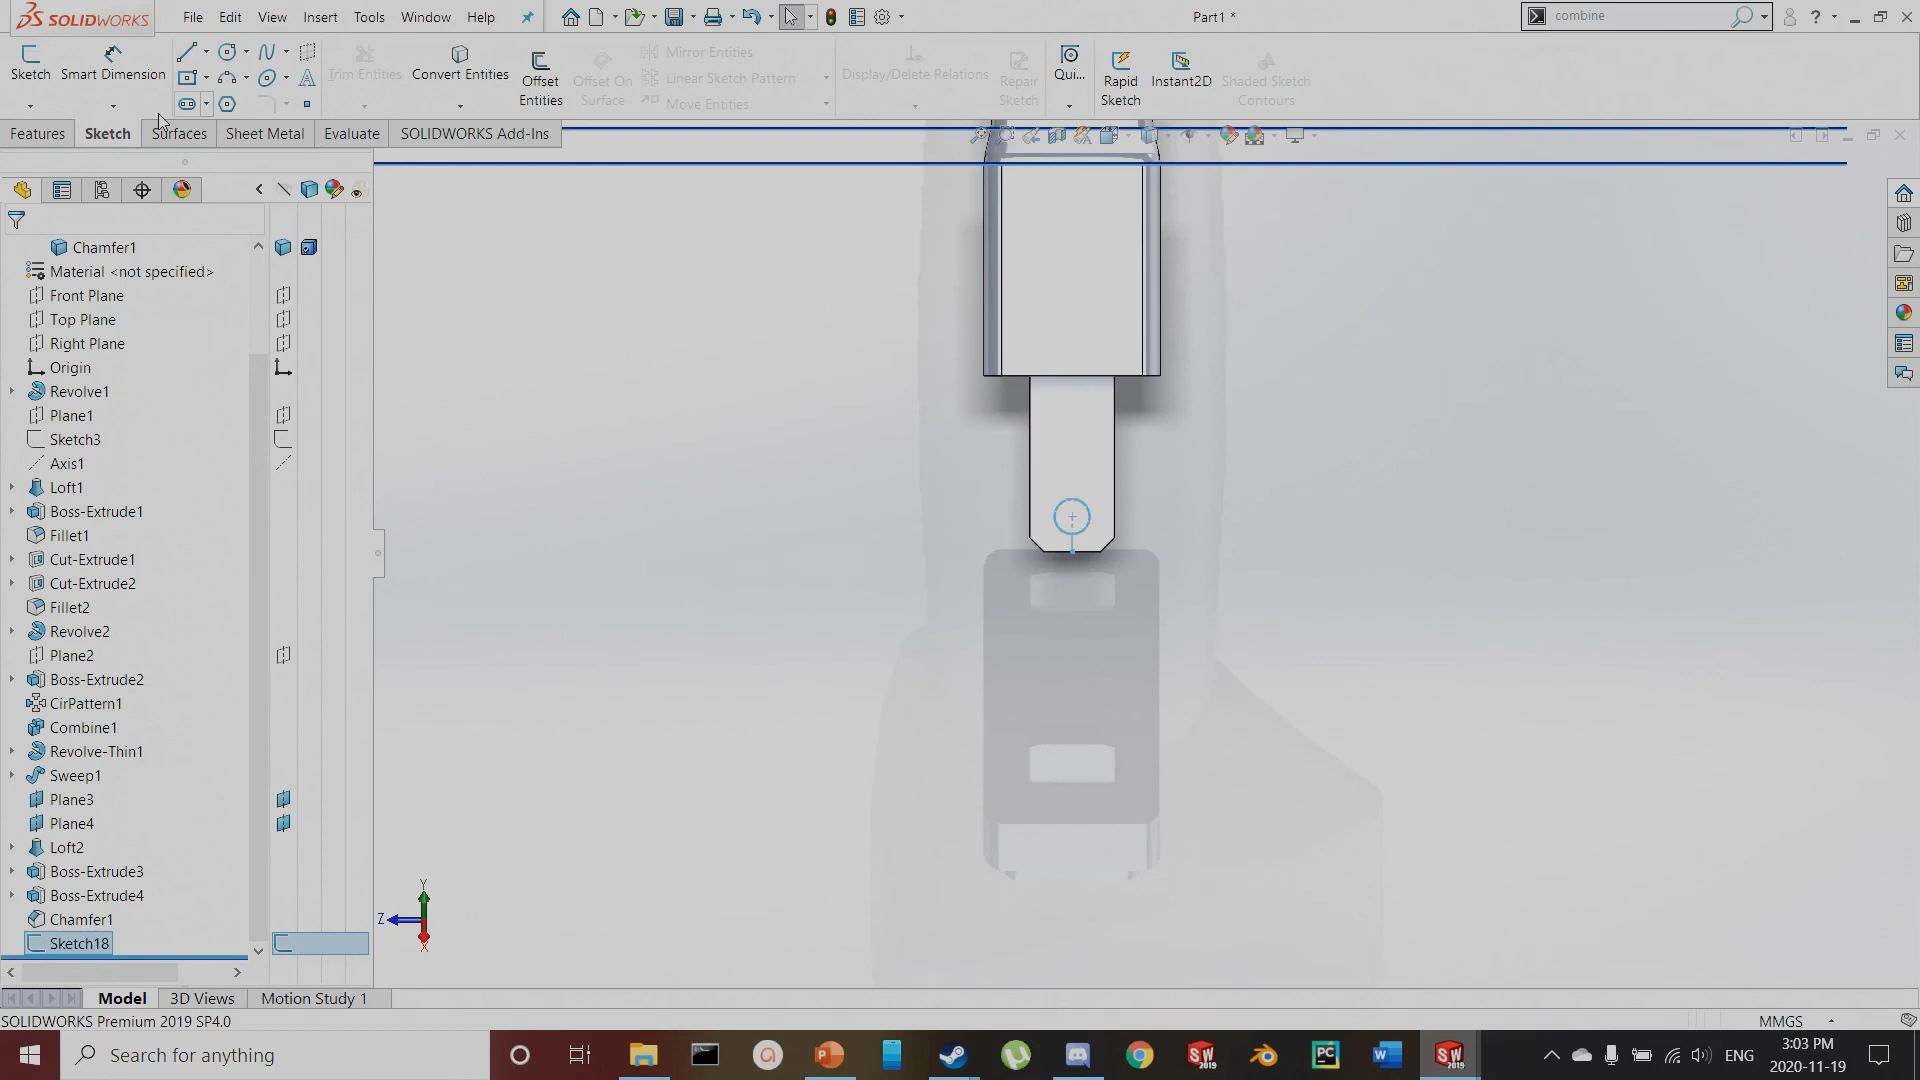 SOLIDWORKS File Edit View Insert Tools Window Help Part1 * combine ?
Sketch Smart Dimension Trim Entities Convert Entities Offset Entities Offset On Surface Mirror Entities Linear Sketch Pattern Move Entities Display/Delete Relations Repair Sketch Qui... Rapid Sketch Instant2D Shaded Sketch Contours
Features Sketch Surfaces Sheet Metal Evaluate SOLIDWORKS Add-Ins
Chamfer1
Material <not specified>
Front Plane
Top Plane
Right Plane
Origin
Revolve1
Plane1
Sketch3
Axis1
Loft1
Boss-Extrude1
Fillet1
Cut-Extrude1
Cut-Extrude2
Fillet2
Revolve2
Plane2
Boss-Extrude2
CirPattern1
Combine1
Revolve-Thin1
Sweep1
Plane3
Plane4
Loft2
Boss-Extrude3
Boss-Extrude4
Chamfer1
Sketch18
Y
Z
X
Model 3D Views Motion Study 1
SOLIDWORKS Premium 2019 SP4.0 MMGS
Search for anything ENG 3:03 PM
2020-11-19